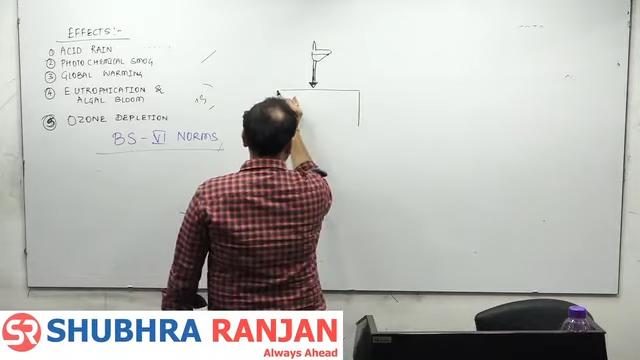 EFFECTS:-
① ACID RAIN
② PHOTOCHEMICAL SMOG
③ GLOBAL WARMING
④ EUTROPHICATION &
ALGAL BLOOM
⑤ OZONE DEPLETION
BS-VI NORMS
SR SHUBHRA RANJAN
Always Ahead